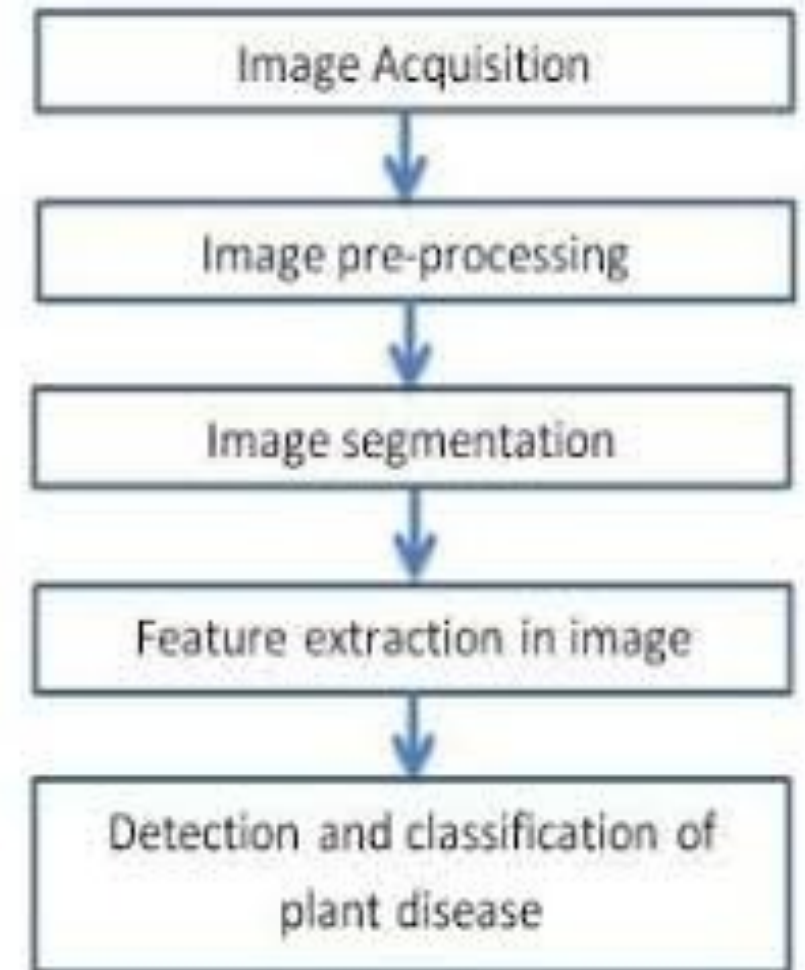 Image Acquisition
Image pre-processing
Image segmentation
Feature extraction in image
Detection and classification of
plant disease